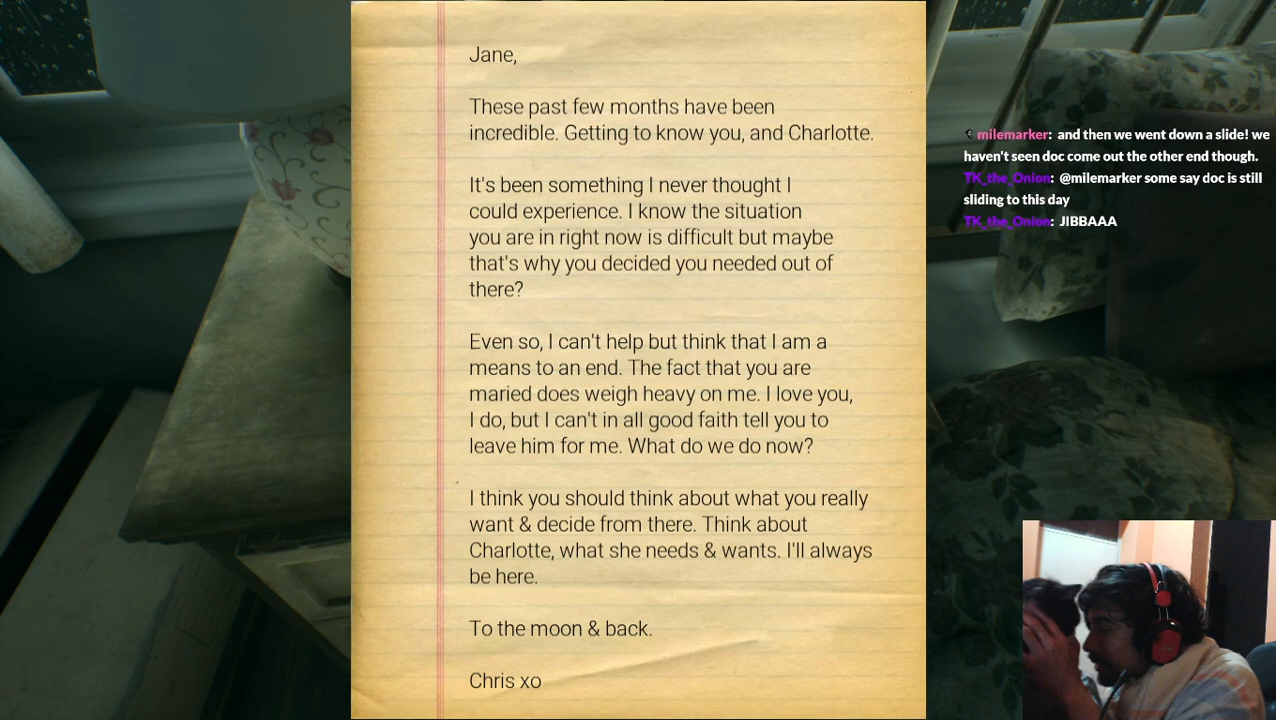 Jane,
These past few months have been
incredible. Getting to know you, and Charlotte.
It's been something I never thought I
could experience. I know the situation
you are in right now is difficult but maybe
that's why you decided you needed out of
there?
Even so, I can't help but think that I am a
means to an end. The fact that you are
maried does weigh heavy on me. I love you,
I do, but I can't in all good faith tell you to
leave him for me. What do we do now?
I think you should think about what you really
want & decide from there. Think about
Charlotte, what she needs & wants. I'll always
be here.
To the moon & back.
Chris xo
milemarker: and then we went down a slide! we
haven't seen doc come out the other end though.
TK_the_Onion: @milemarker some say doc is still
sliding to this day
TK_the_Onion: JIBBAAA